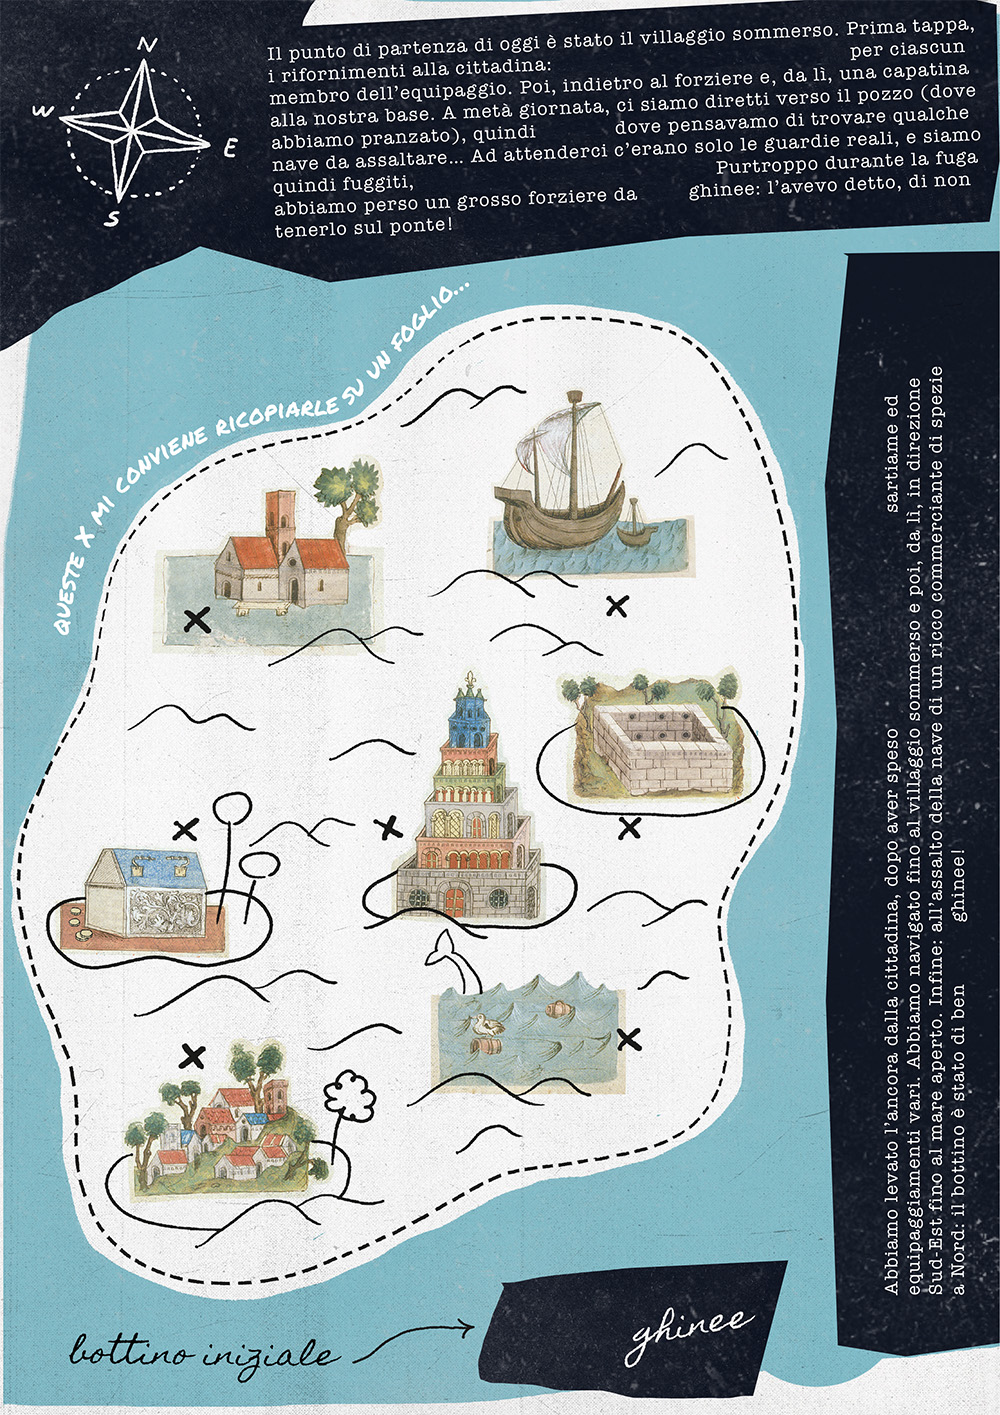 N
W
E
S
Il punto di partenza di oggi è stato il villaggio sommerso. Prima tappa,
i rifornimenti alla cittadina: per ciascun
membro dell'equipaggio. Poi, indietro al forziere e, da lì, una capatina
alla nostra base. A metà giornata, ci siamo diretti verso il pozzo (dove
abbiamo pranzato), quindi dove pensavamo di trovare qualche
nave da assaltare... Ad attenderci c'erano solo le guardie reali, e siamo
quindi fuggiti, Purtroppo durante la fuga
abbiamo perso un grosso forziere da ghinee: l'avevo detto, di non
tenerlo sul ponte!
QUESTE X MI CONVIENE RICOPIARLE SU UN FOGLIO...
Abbiamo levato l'ancora dalla cittadina, dopo aver speso sartiame ed
equipaggiamenti vari. Abbiamo navigato fino al villaggio sommerso e poi, da lì, in direzione
Sud-Est fino al mare aperto. Infine: all'assalto della nave di un ricco commerciante di spezie
a Nord: il bottino è stato di ben ghinee!
bottino iniziale
ghinee